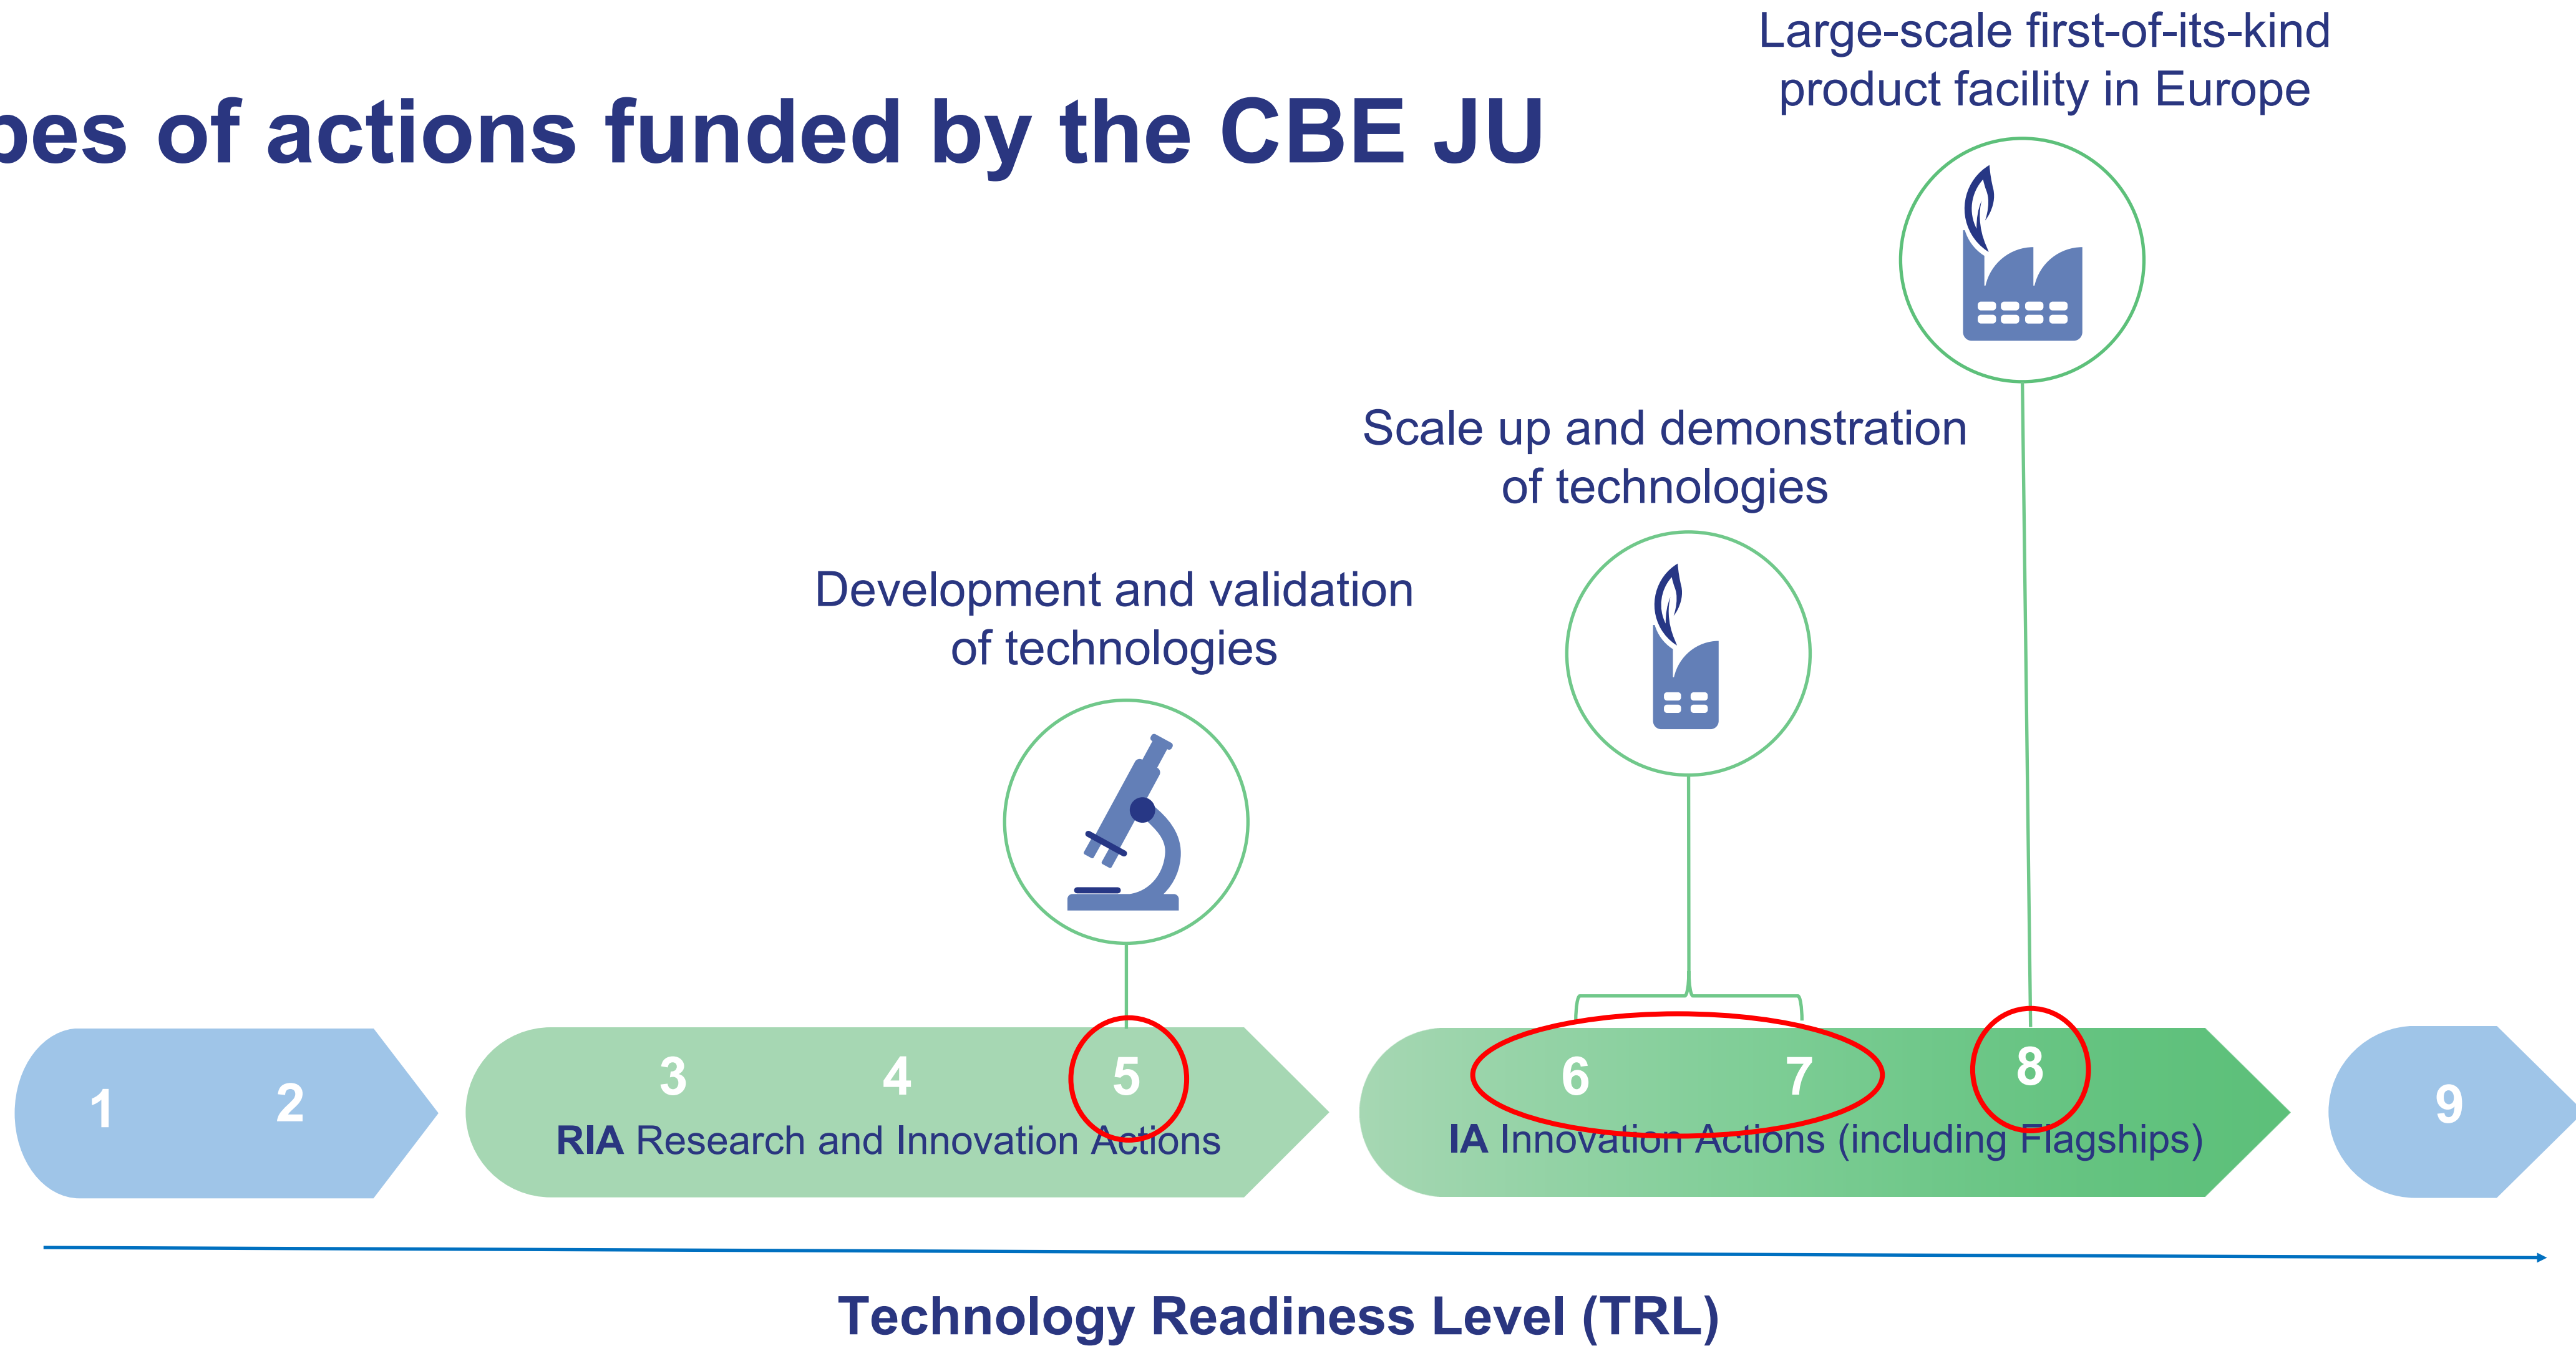 pes of actions funded by the CBE JU
Large-scale first-of-its-kind
product facility in Europe
Scale up and demonstration
of technologies
Development and validation
of technologies
1 2 3 4 5 6 7 8 9
RIA Research and Innovation Actions
IA Innovation Actions (including Flagships)
Technology Readiness Level (TRL)